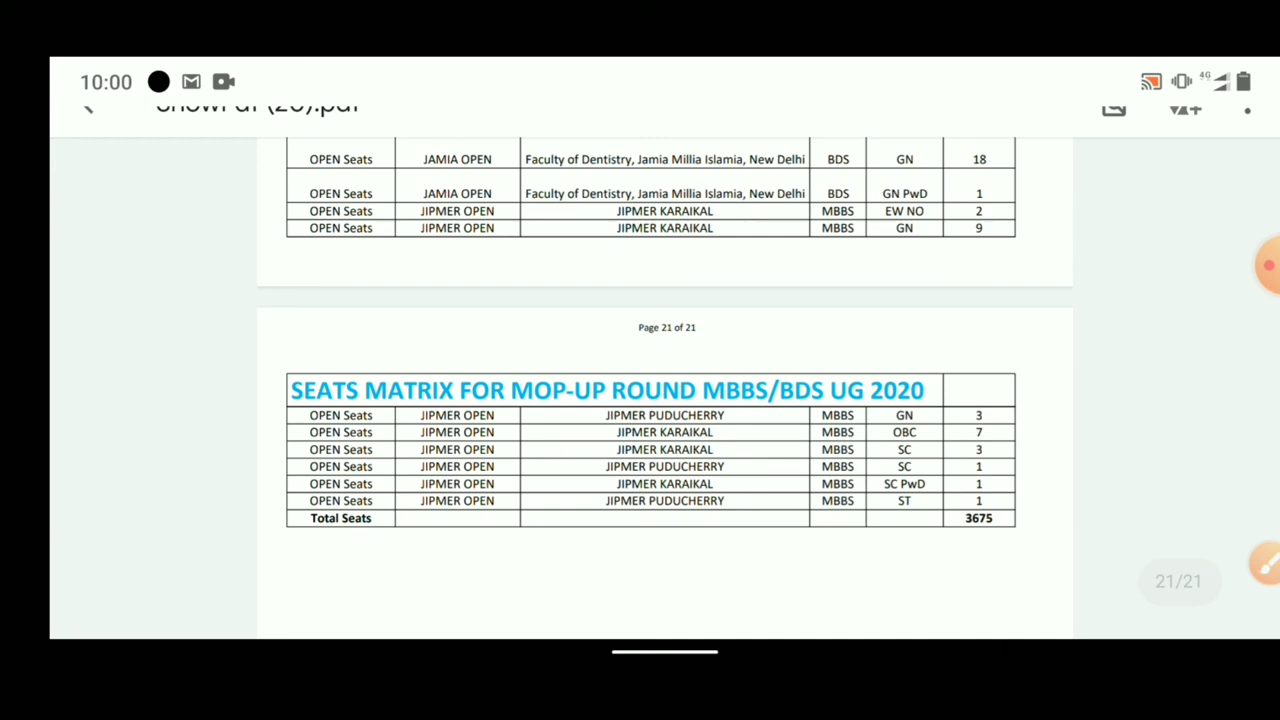 10:00
4G
OPEN Seats JAMIA OPEN Faculty of Dentistry, Jamia Millia Islamia, New Delhi BDS GN 18
OPEN Seats JAMIA OPEN Faculty of Dentistry, Jamia Millia Islamia, New Delhi BDS GN PwD 1
OPEN Seats JIPMER OPEN JIPMER KARAIKAL MBBS EW NO 2
OPEN Seats JIPMER OPEN JIPMER KARAIKAL MBBS GN 9
Page 21 of 21
SEATS MATRIX FOR MOP-UP ROUND MBBS/BDS UG 2020
OPEN Seats JIPMER OPEN JIPMER PUDUCHERRY MBBS GN 3
OPEN Seats JIPMER OPEN JIPMER KARAIKAL MBBS OBC 7
OPEN Seats JIPMER OPEN JIPMER KARAIKAL MBBS SC 3
OPEN Seats JIPMER OPEN JIPMER PUDUCHERRY MBBS SC 1
OPEN Seats JIPMER OPEN JIPMER KARAIKAL MBBS SC PwD 1
OPEN Seats JIPMER OPEN JIPMER PUDUCHERRY MBBS ST 1
Total Seats 3675
21/21